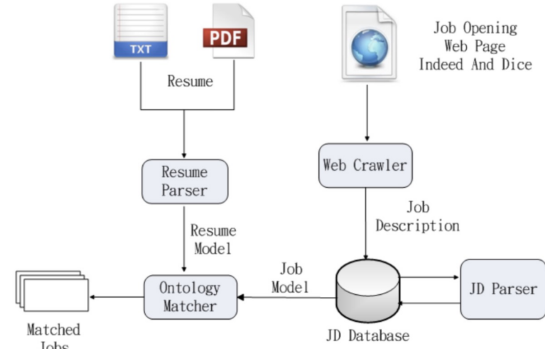 TXT
PDF
Resume
Job Opening
Web Page
Indeed And Dice
Resume
Parser
Web Crawler
Resume
Model
Job
Description
Ontology
Matcher
Job
Model
JD Parser
JD Database
Matched
Jobs